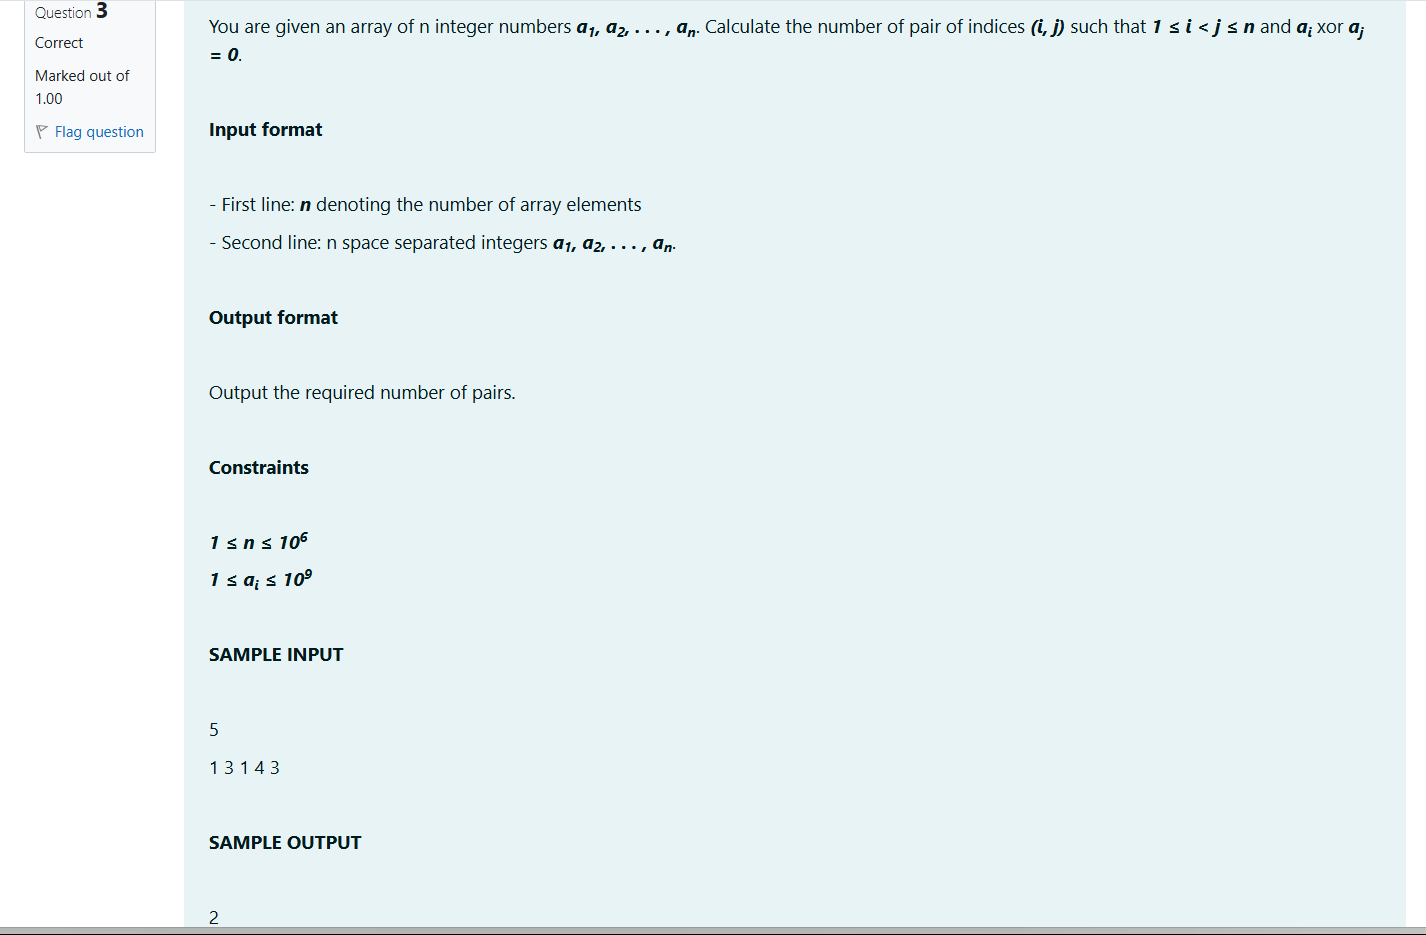 Question 3
Correct
Marked out of
1.00
Flag question
You are given an array of n integer numbers a1, a2, . . . , an. Calculate the number of pair of indices (i, j) such that 1 ≤ i < j ≤ n and ai xor aj
= 0.
Input format
- First line: n denoting the number of array elements
- Second line: n space separated integers a1, a2, . . . , an.
Output format
Output the required number of pairs.
Constraints
1 ≤ n ≤ 10⁶
1 ≤ ai ≤ 10⁹
SAMPLE INPUT
5
1 3 1 4 3
SAMPLE OUTPUT
2